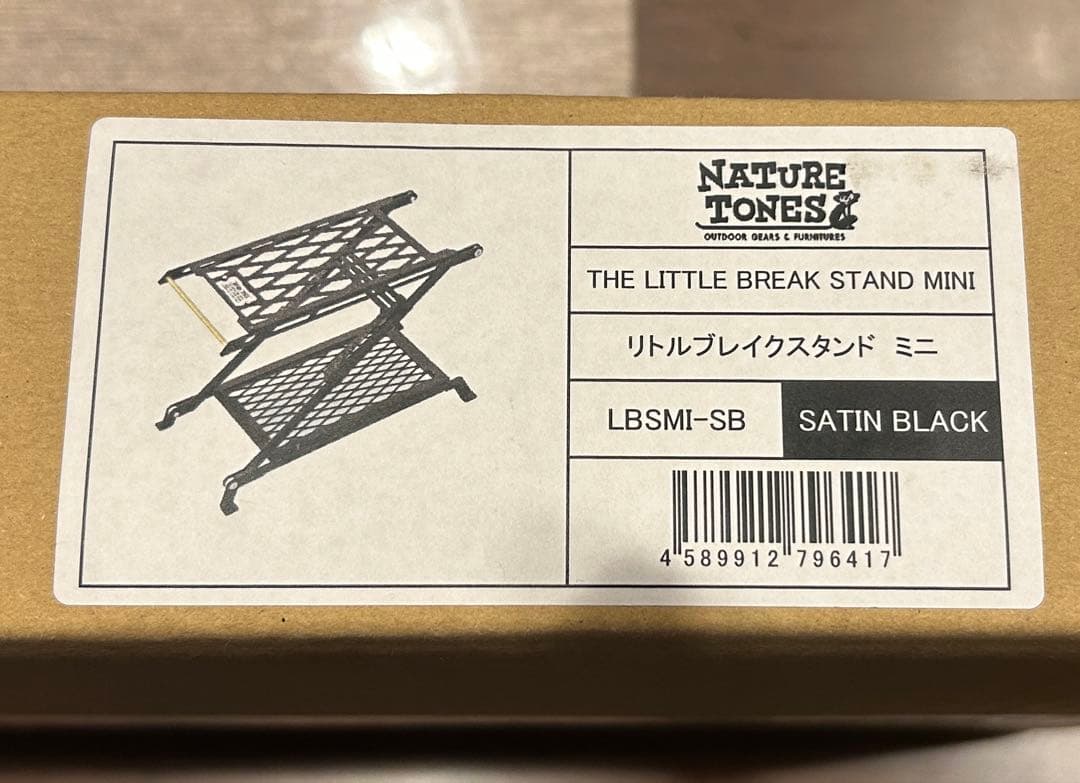 NATURE
TONES
OUTDOOR GEARS & FURNITURES
THE LITTLE BREAK STAND MINI
リトルブレイクスタンド ミニ
LBSMI-SB
SATIN BLACK
4 589912 796417